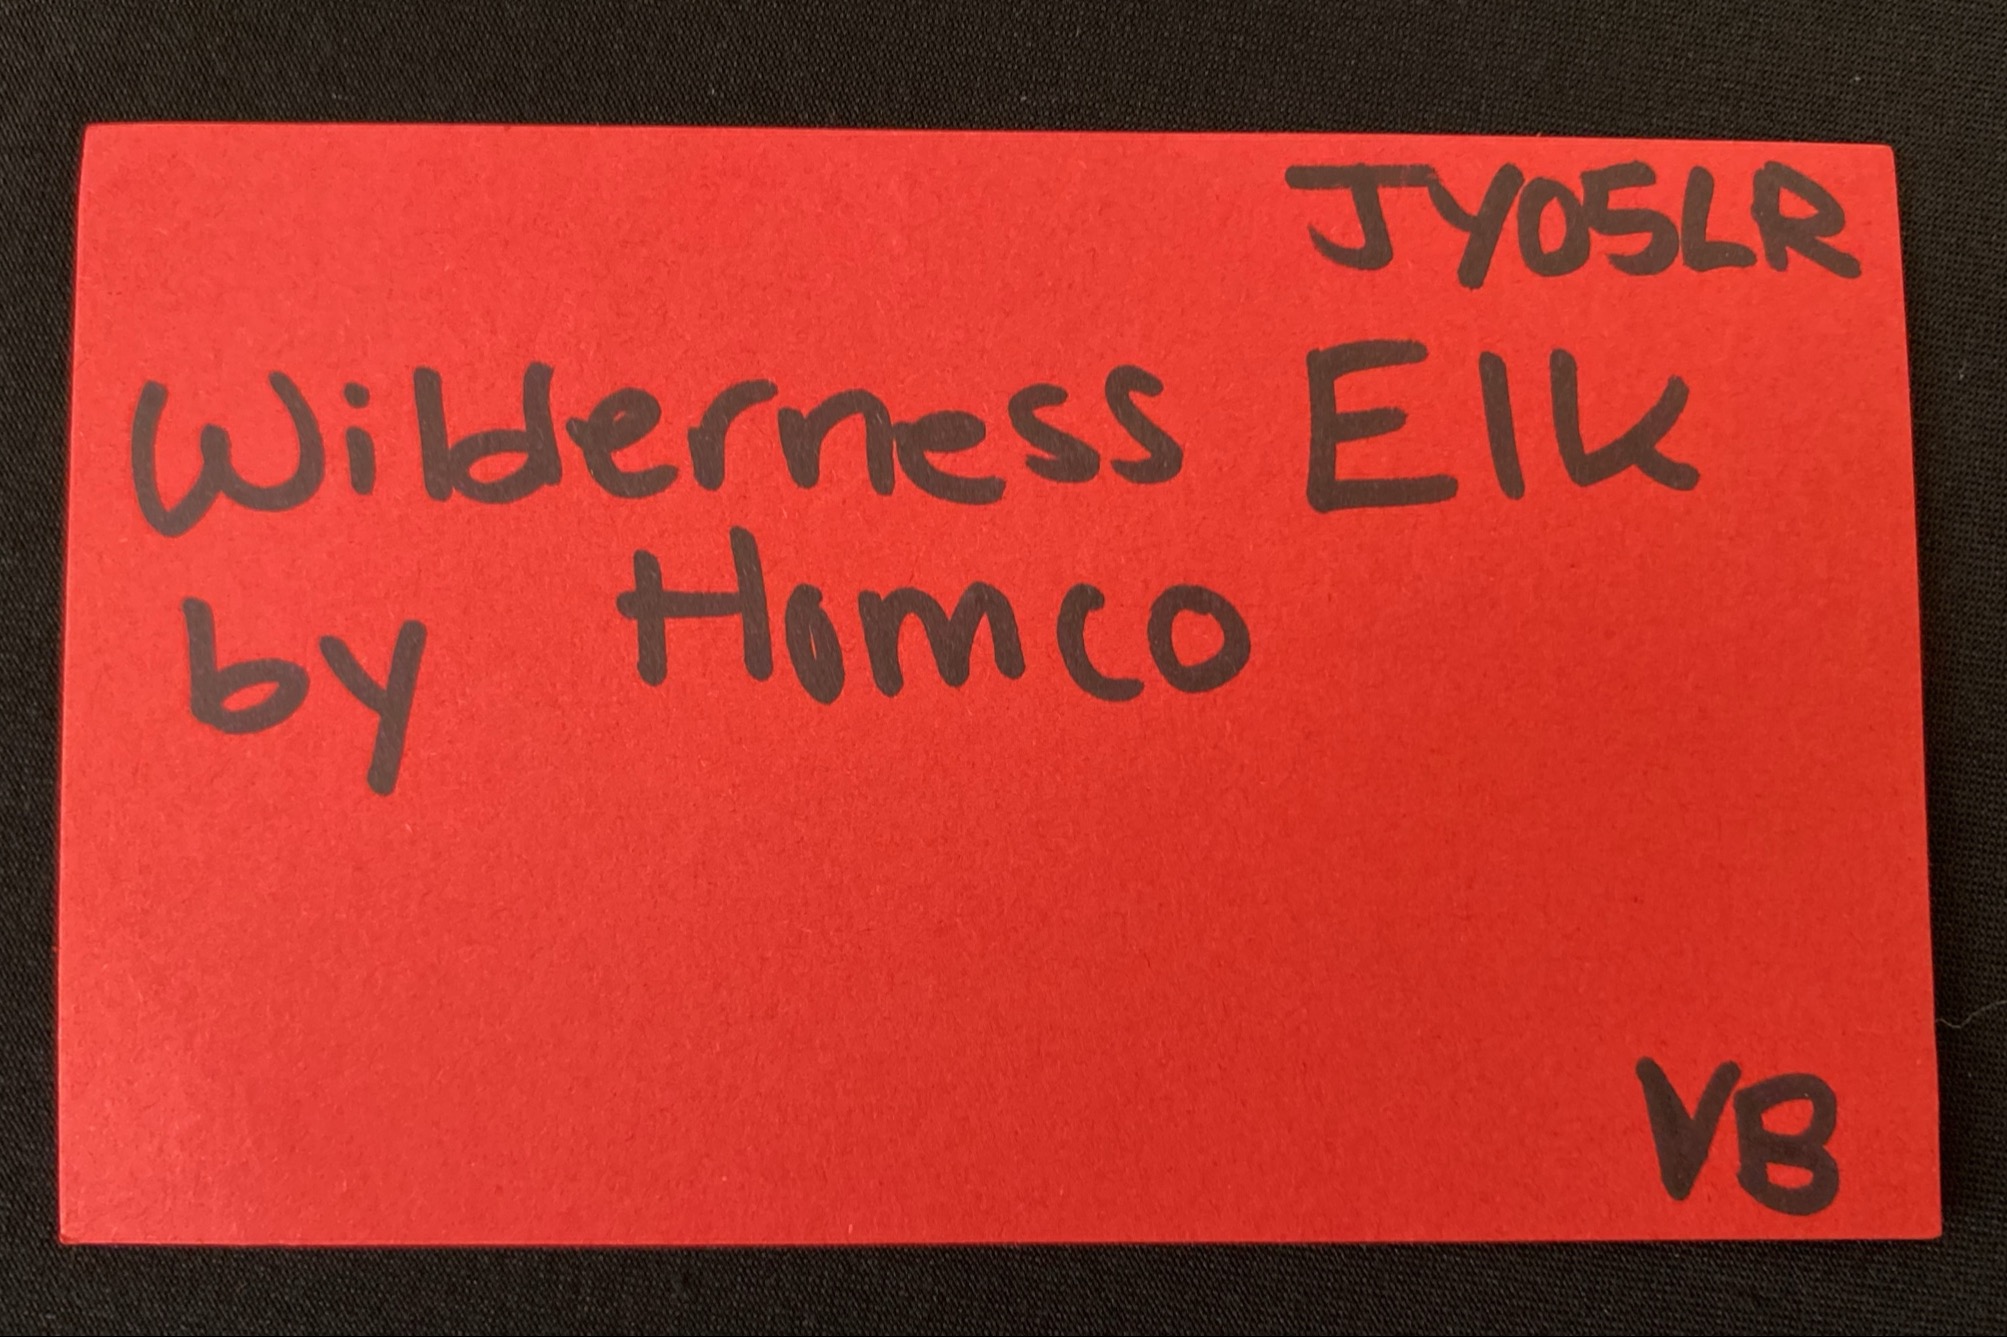 JY05LR
Wilderness Elk
by Homco
VB